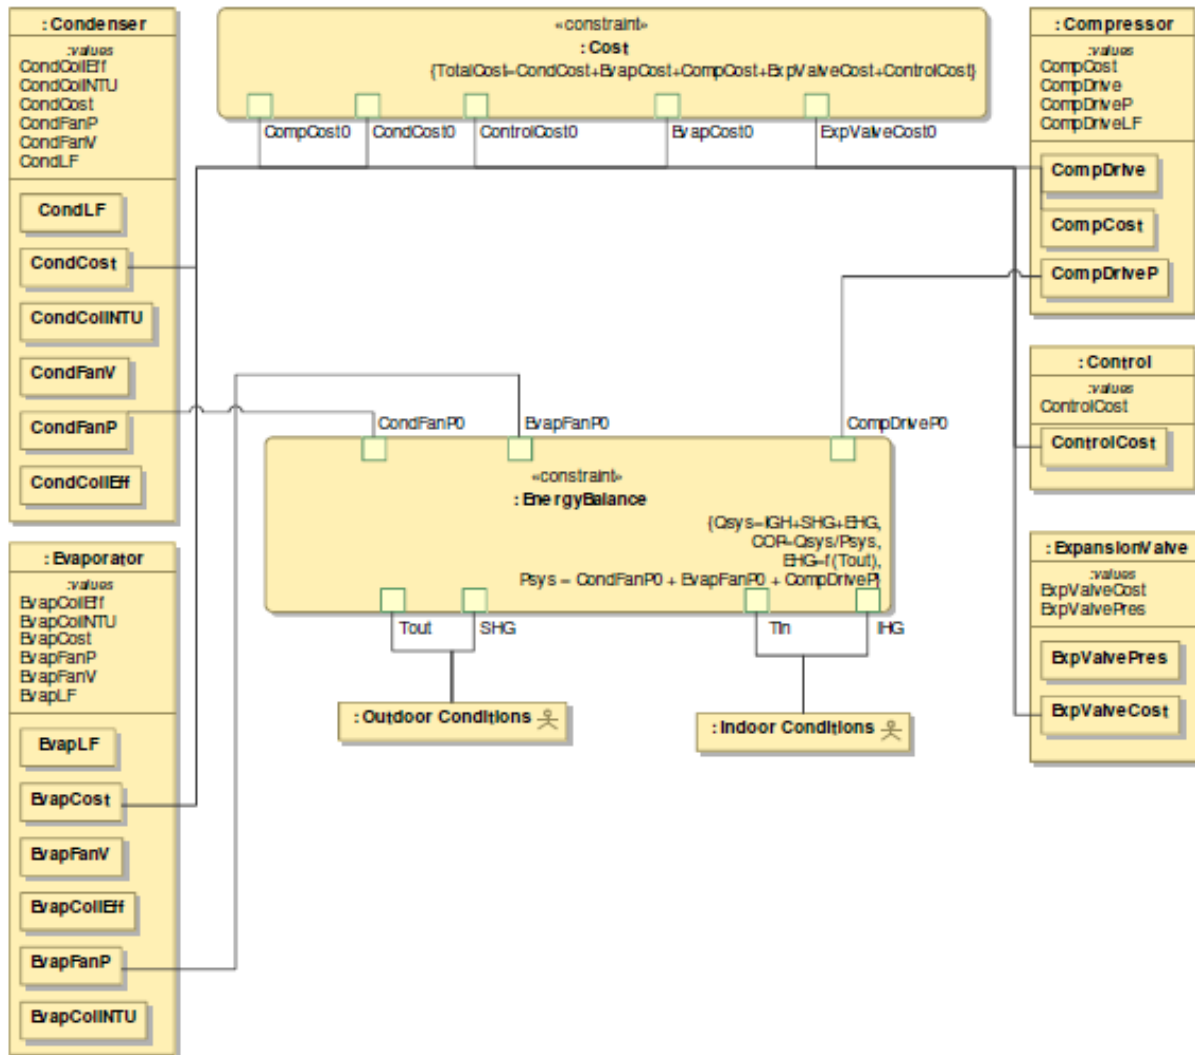 : Condenser
:values
CondCoilEff
CondCoilNTU
CondCost
CondFanP
CondFanV
CondLF
CondLF
CondCost
CondCoilNTU
CondFanV
CondFanP
CondCoilEff
: Evaporator
:values
EvapCoilEff
EvapCoilNTU
EvapCost
EvapFanP
EvapFanV
EvapLF
EvapLF
EvapCost
EvapFanV
EvapCoilEff
EvapFanP
EvapCoilNTU
«constraint»
: Cost
{TotalCost=CondCost+EvapCost+CompCost+ExpValveCost+ControlCost}
CompCost0
CondCost0
ControlCost0
EvapCost0
ExpValveCost0
CondFanP0
EvapFanP0
CompDriveP0
«constraint»
: EnergyBalance
{Qsys=IGH+SHG+EHG,
COP=Qsys/Psys,
EHG=f(Tout),
Psys = CondFanP0 + EvapFanP0 + CompDriveP}
Tout
SHG
Tin
IHG
: Outdoor Conditions
: Indoor Conditions
: Compressor
:values
CompCost
CompDrive
CompDriveP
CompDriveLF
CompDrive
CompCost
CompDriveP
: Control
:values
ControlCost
ControlCost
: ExpansionValve
:values
ExpValveCost
ExpValvePres
ExpValvePres
ExpValveCost